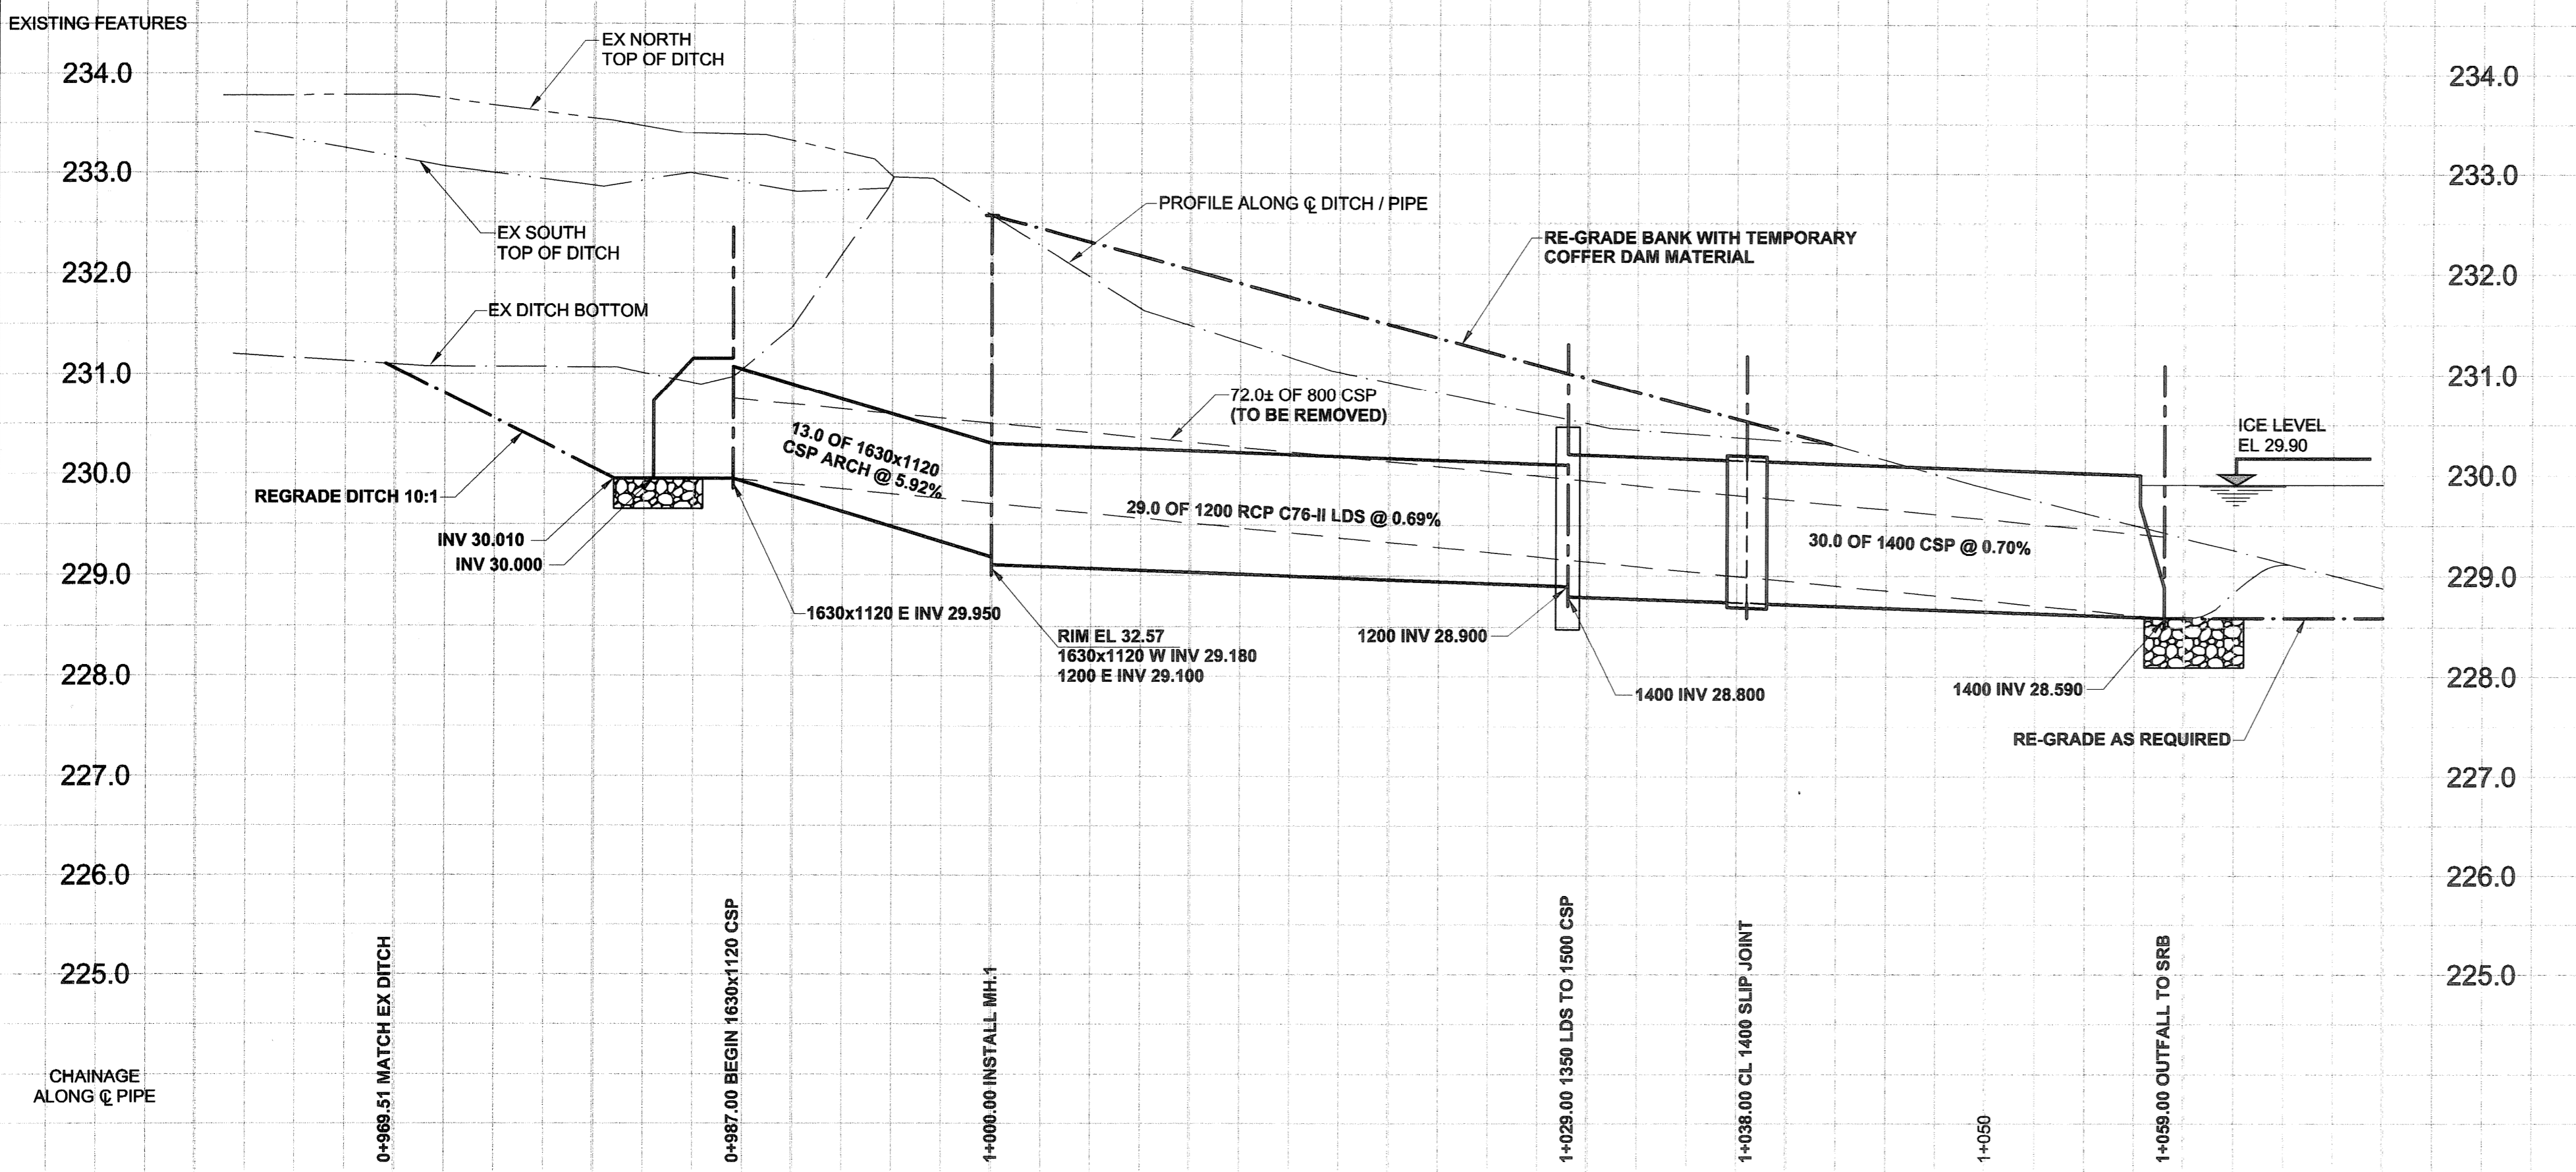 EXISTING FEATURES
EX NORTH
TOP OF DITCH
234.0
234.0
233.0
233.0
PROFILE ALONG ℄ DITCH / PIPE
EX SOUTH
TOP OF DITCH
RE-GRADE BANK WITH TEMPORARY
COFFER DAM MATERIAL
232.0
232.0
EX DITCH BOTTOM
231.0
231.0
72.0± OF 800 CSP
(TO BE REMOVED)
ICE LEVEL
EL 29.90
13.0 OF 1630x1120
CSP ARCH @ 5.92%
230.0
230.0
REGRADE DITCH 10:1
29.0 OF 1200 RCP C76-II LDS @ 0.69%
30.0 OF 1400 CSP @ 0.70%
INV 30.010
INV 30.000
229.0
229.0
1630x1120 E INV 29.950
RIM EL 32.57
1630x1120 W INV 29.180
1200 E INV 29.100
1200 INV 28.900
228.0
228.0
1400 INV 28.800
1400 INV 28.590
RE-GRADE AS REQUIRED
227.0
227.0
226.0
226.0
225.0
225.0
CHAINAGE
ALONG ℄ PIPE
0+969.51 MATCH EX DITCH
0+987.00 BEGIN 1630x1120 CSP
1+000.00 INSTALL MH.1
1+029.00 1350 LDS TO 1500 CSP
1+038.00 CL 1400 SLIP JOINT
1+050
1+059.00 OUTFALL TO SRB